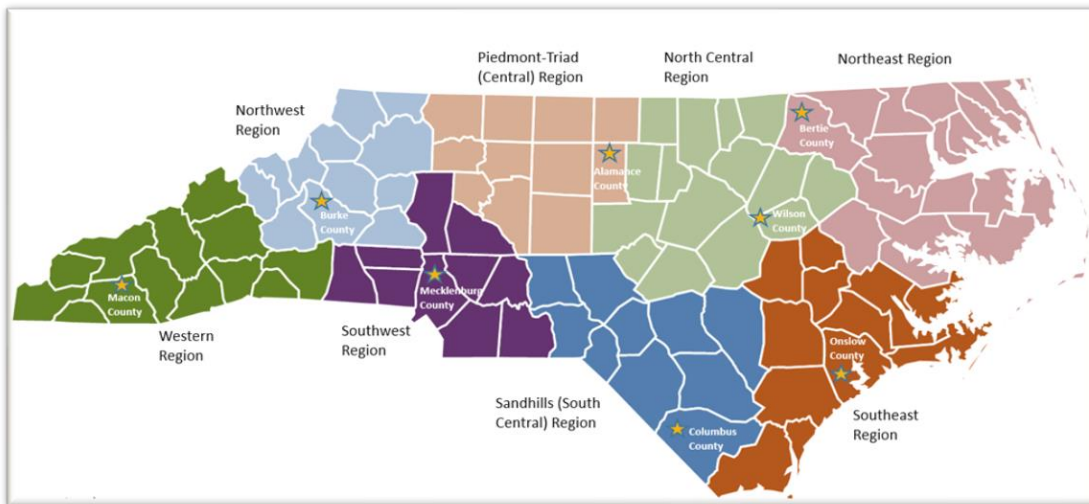 Piedmont-Triad
(Central) Region
North Central
Region
Northeast Region
Northwest
Region
Bertie
County
Alamance
County
Burke
County
Wilson
County
Mecklenburg
County
Macon
County
Western
Region
Southwest
Region
Onslow
County
Sandhills (South
Central) Region
Columbus
County
Southeast
Region